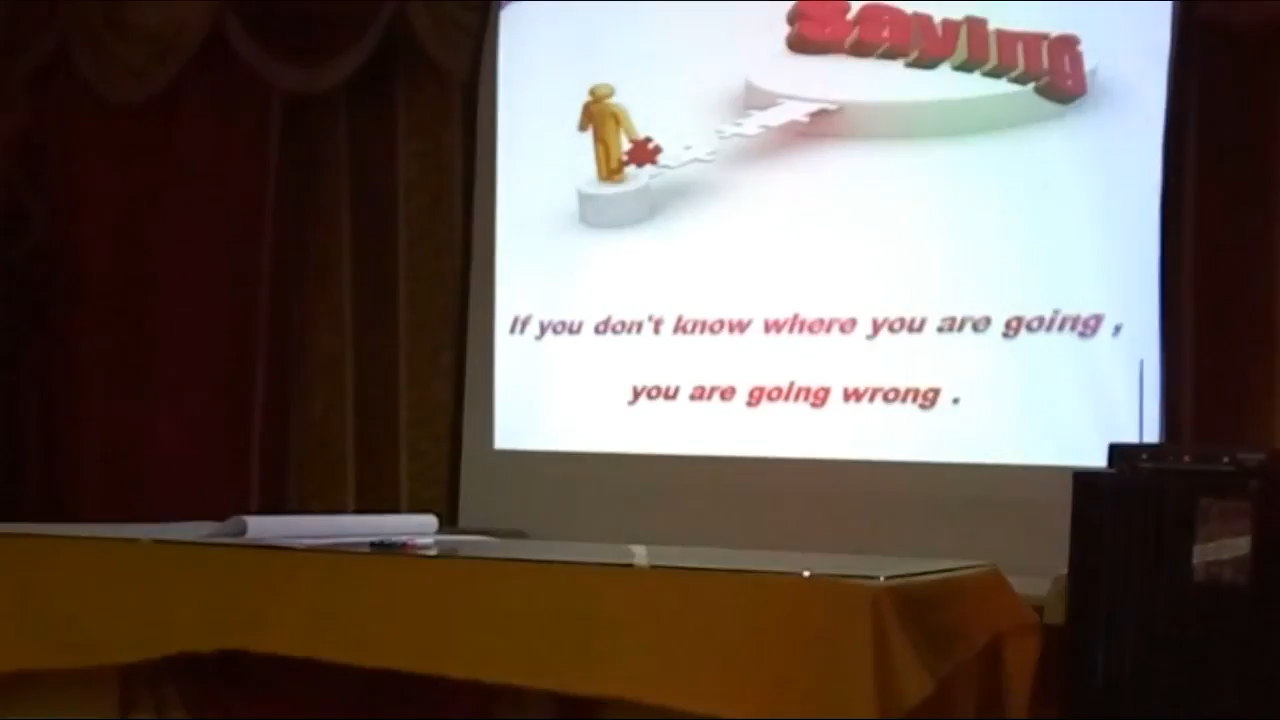 saying
If you don't know where you are going ,
you are going wrong .